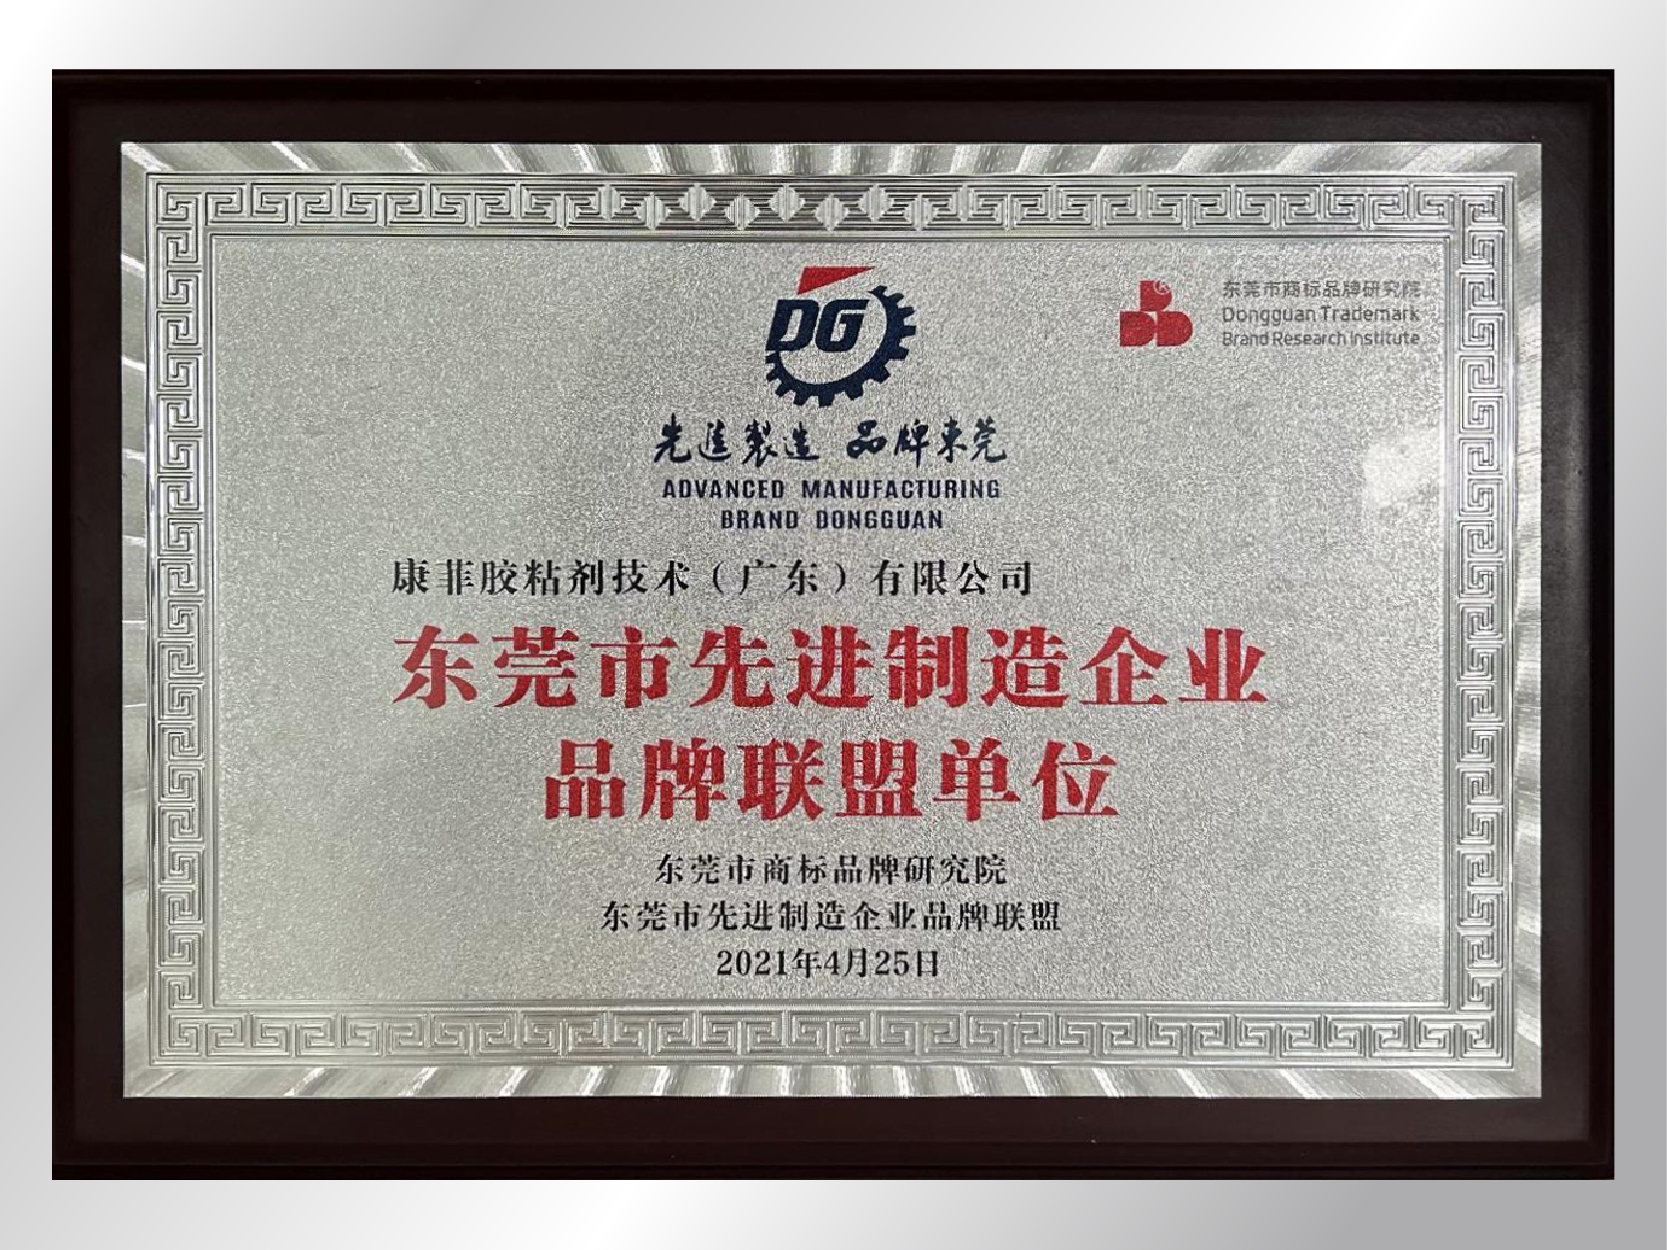 DG
东莞市商标品牌研究院
Dongguan Trademark
Brand Research Institute
先进製造 品牌東莞
ADVANCED MANUFACTURING
BRAND DONGGUAN
康菲胶粘剂技术（广东）有限公司
东莞市先进制造企业
品牌联盟单位
东莞市商标品牌研究院
东莞市先进制造企业品牌联盟
2021年4月25日